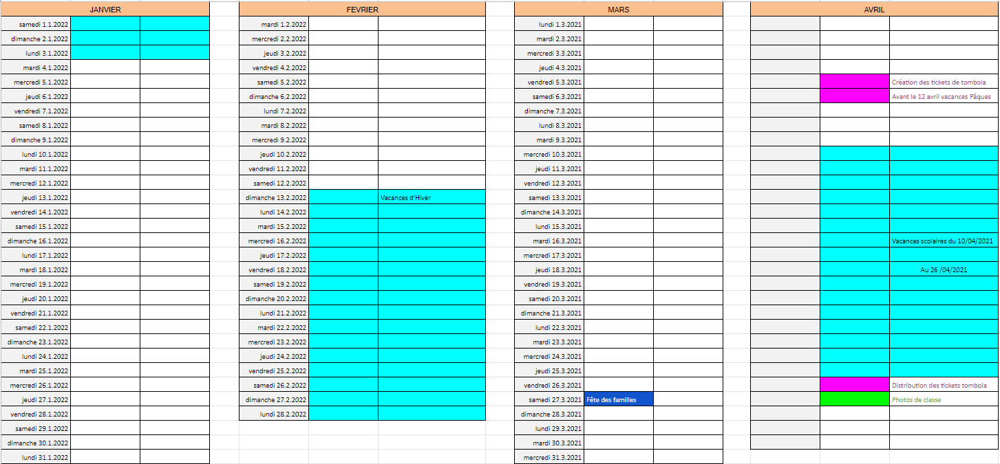 JANVIER
samedi 1.1.2022
dimanche 2.1.2022
lundi 3.1.2022
mardi 4.1.2022
mercredi 5.1.2022
jeudi 6.1.2022
vendredi 7.1.2022
samedi 8.1.2022
dimanche 9.1.2022
lundi 10.1.2022
mardi 11.1.2022
mercredi 12.1.2022
jeudi 13.1.2022
vendredi 14.1.2022
samedi 15.1.2022
dimanche 16.1.2022
lundi 17.1.2022
mardi 18.1.2022
mercredi 19.1.2022
jeudi 20.1.2022
vendredi 21.1.2022
samedi 22.1.2022
dimanche 23.1.2022
lundi 24.1.2022
mardi 25.1.2022
mercredi 26.1.2022
jeudi 27.1.2022
vendredi 28.1.2022
samedi 29.1.2022
dimanche 30.1.2022
lundi 31.1.2022
FEVRIER
mardi 1.2.2022
mercredi 2.2.2022
jeudi 3.2.2022
vendredi 4.2.2022
samedi 5.2.2022
dimanche 6.2.2022
lundi 7.2.2022
mardi 8.2.2022
mercredi 9.2.2022
jeudi 10.2.2022
vendredi 11.2.2022
samedi 12.2.2022
dimanche 13.2.2022 Vacances d'Hiver
lundi 14.2.2022
mardi 15.2.2022
mercredi 16.2.2022
jeudi 17.2.2022
vendredi 18.2.2022
samedi 19.2.2022
dimanche 20.2.2022
lundi 21.2.2022
mardi 22.2.2022
mercredi 23.2.2022
jeudi 24.2.2022
vendredi 25.2.2022
samedi 26.2.2022
dimanche 27.2.2022
lundi 28.2.2022
MARS
lundi 1.3.2021
mardi 2.3.2021
mercredi 3.3.2021
jeudi 4.3.2021
vendredi 5.3.2021
samedi 6.3.2021
dimanche 7.3.2021
lundi 8.3.2021
mardi 9.3.2021
mercredi 10.3.2021
jeudi 11.3.2021
vendredi 12.3.2021
samedi 13.3.2021
dimanche 14.3.2021
lundi 15.3.2021
mardi 16.3.2021
mercredi 17.3.2021
jeudi 18.3.2021
vendredi 19.3.2021
samedi 20.3.2021
dimanche 21.3.2021
lundi 22.3.2021
mardi 23.3.2021
mercredi 24.3.2021
jeudi 25.3.2021
vendredi 26.3.2021
samedi 27.3.2021 Fête des familles
dimanche 28.3.2021
lundi 29.3.2021
mardi 30.3.2021
mercredi 31.3.2021
AVRIL
Création des tickets de tombola
Avant le 12 avril vacances Pâques
Vacances scolaires du 10/04/2021
Au 26 /04/2021
Distribution des tickets tombola
Photos de classe